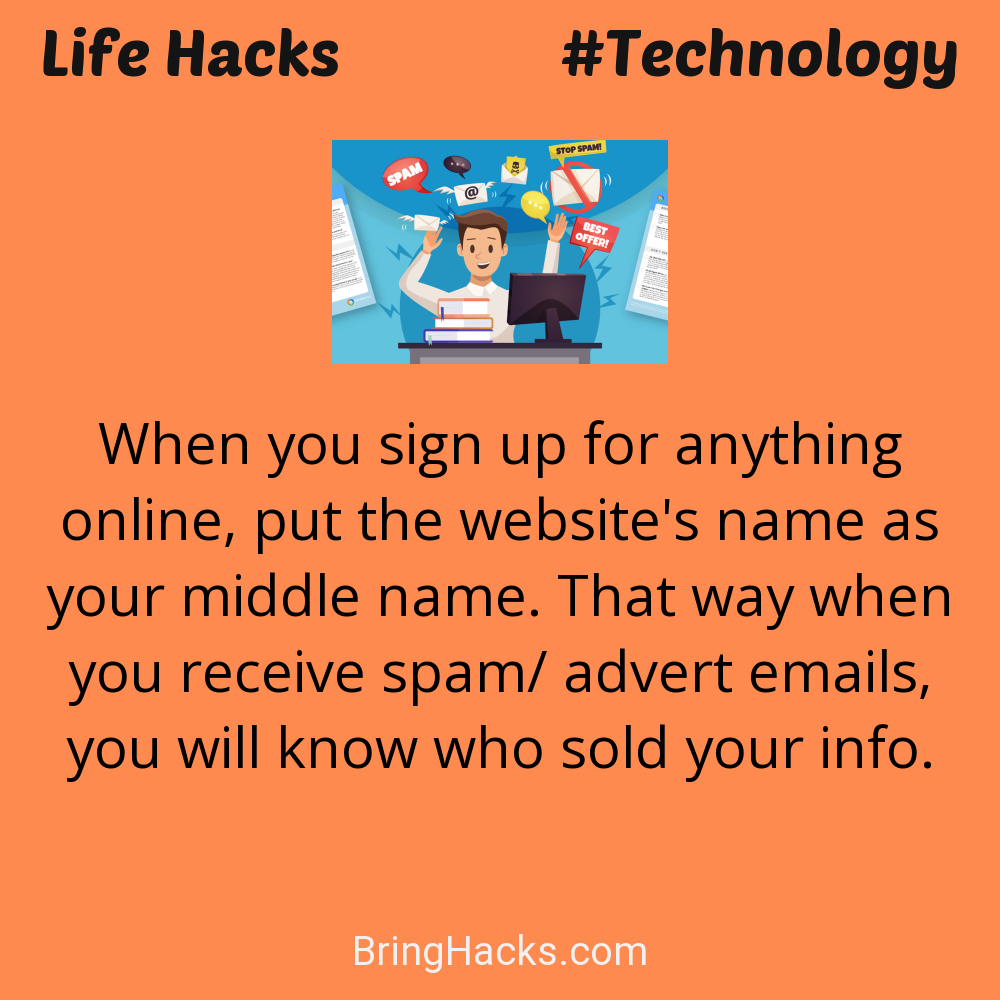 Life Hacks #Technology
STOP SPAM!
SPAM
@
BEST
OFFER!
When you sign up for anything
online, put the website's name as
your middle name. That way when
you receive spam/ advert emails,
you will know who sold your info.
BringHacks.com